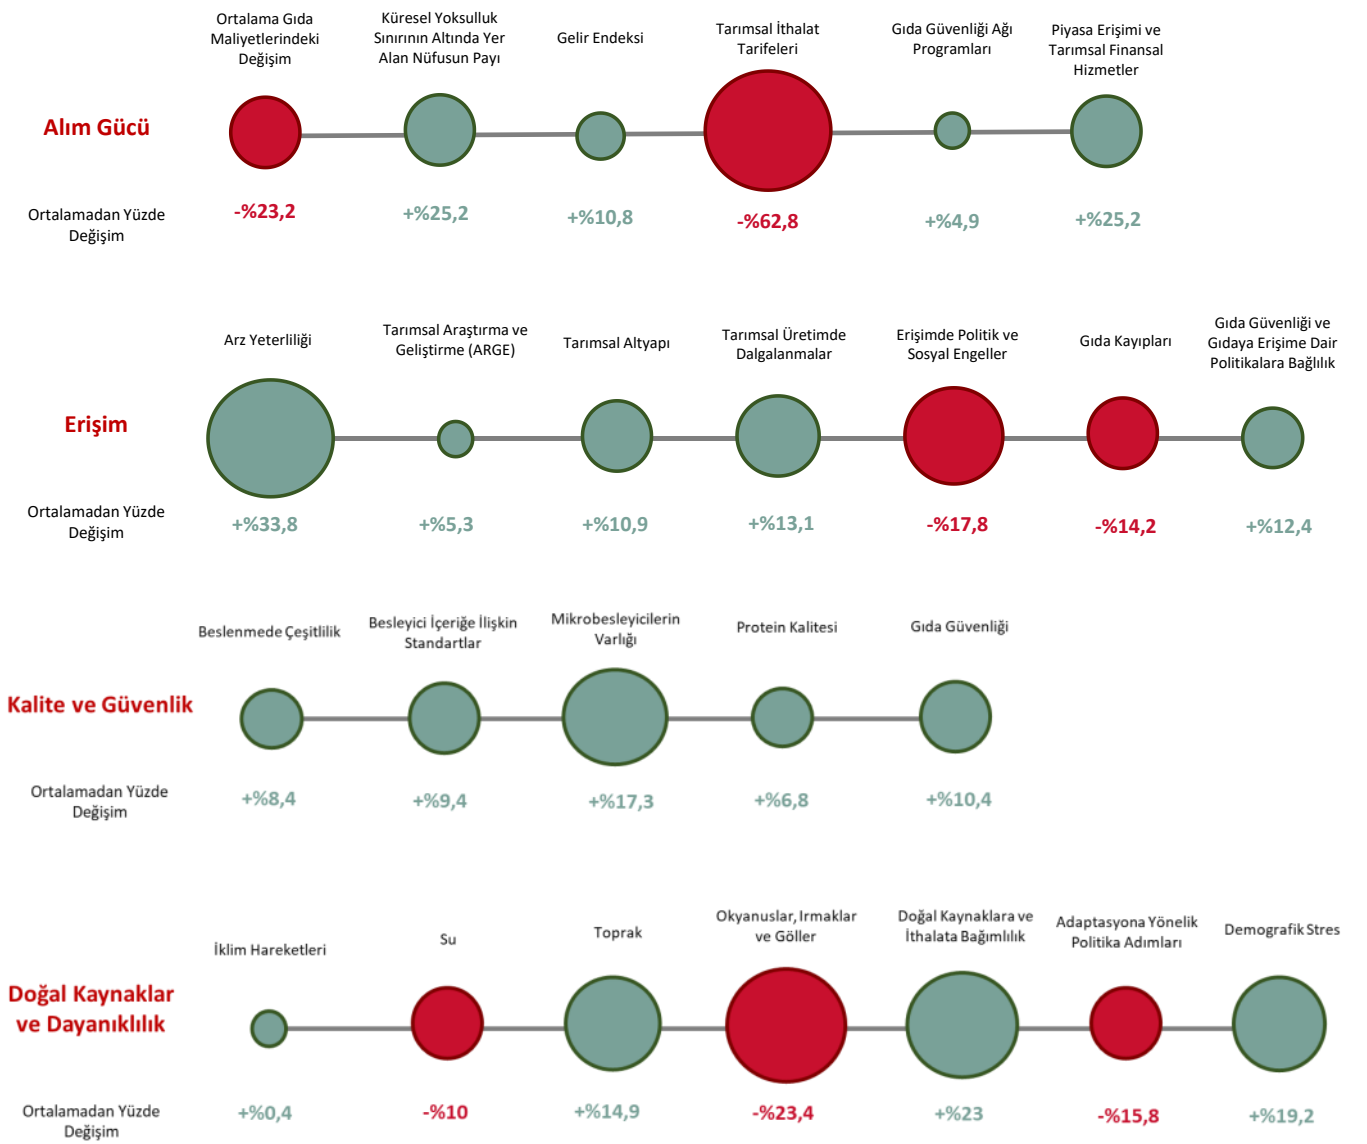 Ortalama Gıda
Maliyetlerindeki
Değişim
Küresel Yoksulluk
Sınırının Altında Yer
Alan Nüfusun Payı
Gelir Endeksi
Tarımsal İthalat
Tarifeleri
Gıda Güvenliği Ağı
Programları
Piyasa Erişimi ve
Tarımsal Finansal
Hizmetler
Alım Gücü
Ortalamadan Yüzde
Değişim
-%23,2
+%25,2
+%10,8
-%62,8
+%4,9
+%25,2
Arz Yeterliliği
Tarımsal Araştırma ve
Geliştirme (ARGE)
Tarımsal Altyapı
Tarımsal Üretimde
Dalgalanmalar
Erişimde Politik ve
Sosyal Engeller
Gıda Kayıpları
Gıda Güvenliği ve
Gıdaya Erişime Dair
Politikalara Bağlılık
Erişim
Ortalamadan Yüzde
Değişim
+%33,8
+%5,3
+%10,9
+%13,1
-%17,8
-%14,2
+%12,4
Beslenmede Çeşitlilik
Besleyici İçeriğe İlişkin
Standartlar
Mikrobesleyicilerin
Varlığı
Protein Kalitesi
Gıda Güvenliği
Kalite ve Güvenlik
Ortalamadan Yüzde
Değişim
+%8,4
+%9,4
+%17,3
+%6,8
+%10,4
İklim Hareketleri
Su
Toprak
Okyanuslar, Irmaklar
ve Göller
Doğal Kaynaklara ve
İthalata Bağımlılık
Adaptasyona Yönelik
Politika Adımları
Demografik Stres
Doğal Kaynaklar
ve Dayanıklılık
Ortalamadan Yüzde
Değişim
+%0,4
-%10
+%14,9
-%23,4
+%23
-%15,8
+%19,2